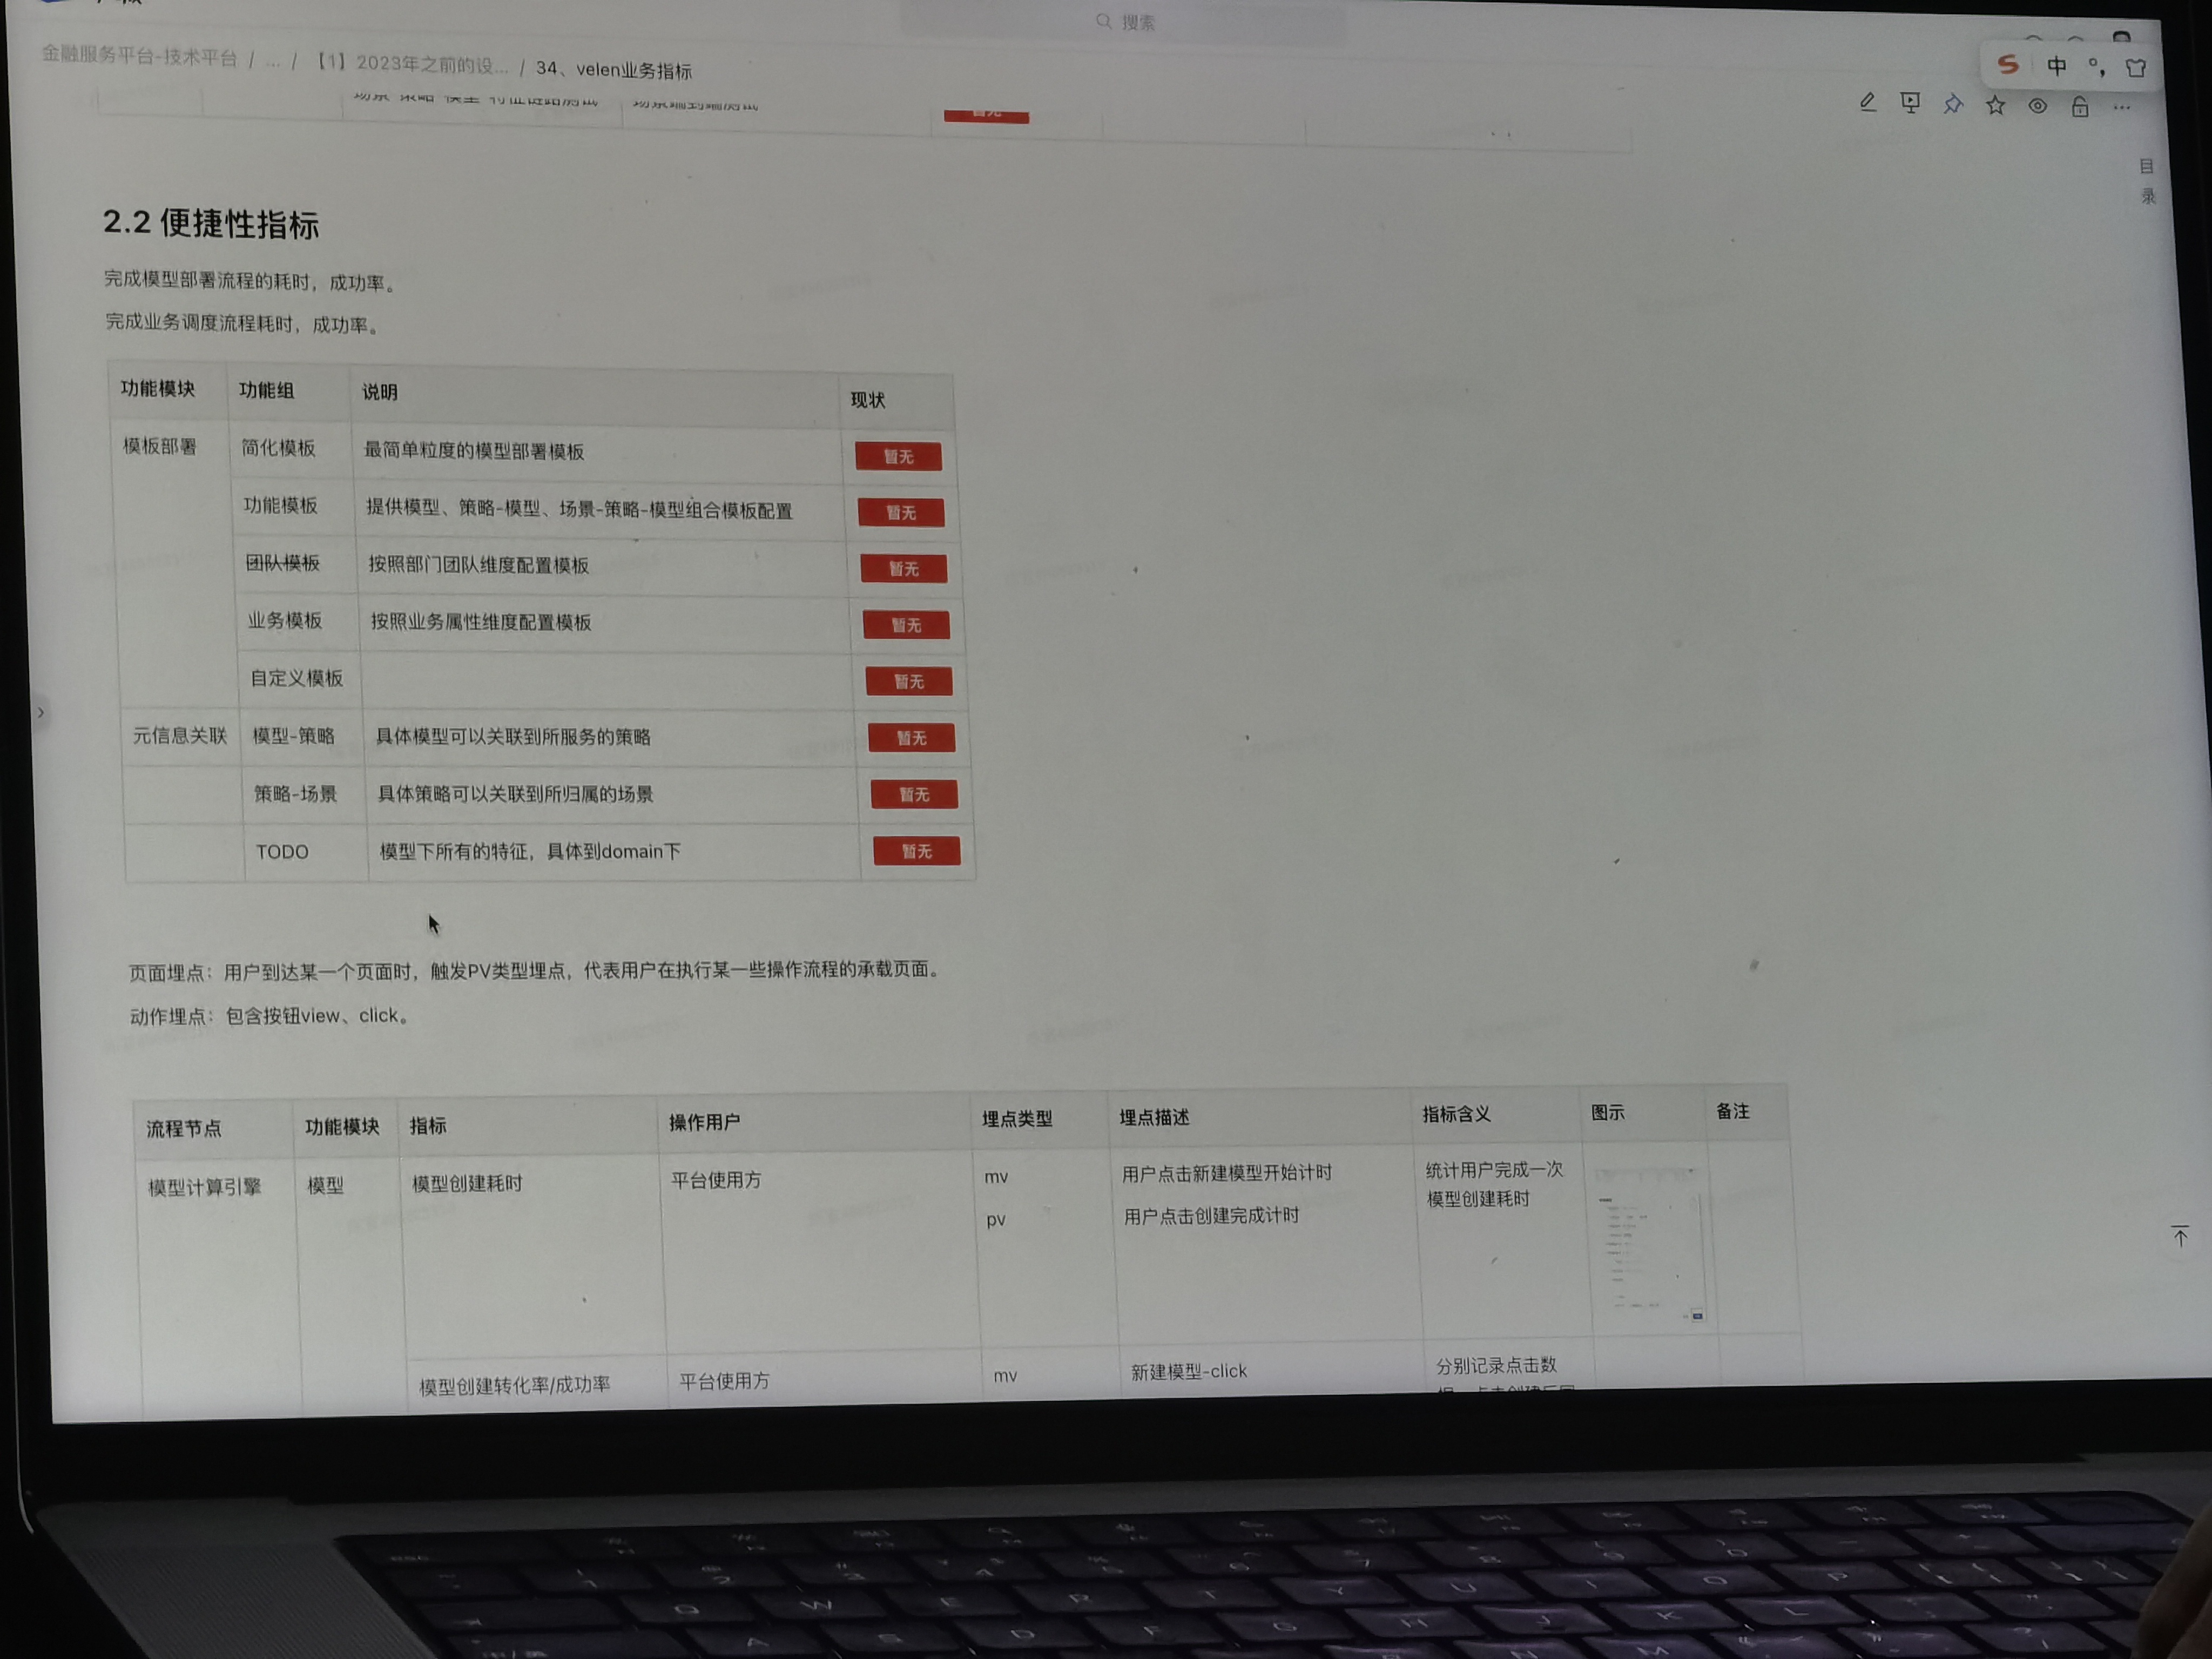 搜索
金融服务平台-技术平台 / ... / 【1】2023年之前的设... / 34、velen业务指标
中
目
录
场景-策略-模型-特征链路测试 场景端到端测试 暂无
2.2 便捷性指标
完成模型部署流程的耗时，成功率。
完成业务调度流程耗时，成功率。
功能模块 功能组 说明 现状
模板部署 简化模板 最简单粒度的模型部署模板 暂无
功能模板 提供模型、策略-模型、场景-策略-模型组合模板配置 暂无
团队模板 按照部门团队维度配置模板 暂无
业务模板 按照业务属性维度配置模板 暂无
自定义模板 暂无
元信息关联 模型-策略 具体模型可以关联到所服务的策略 暂无
策略-场景 具体策略可以关联到所归属的场景 暂无
TODO 模型下所有的特征，具体到domain下 暂无
页面埋点：用户到达某一个页面时，触发PV类型埋点，代表用户在执行某一些操作流程的承载页面。
动作埋点：包含按钮view、click。
流程节点 功能模块 指标 操作用户 埋点类型 埋点描述 指标含义 图示 备注
模型计算引擎 模型 模型创建耗时 平台使用方 mv 用户点击新建模型开始计时 统计用户完成一次
模型创建耗时
pv 用户点击创建完成计时
模型创建转化率/成功率 平台使用方 mv 新建模型-click 分别记录点击数
Q W E R T Y U I O P
A S D F G H J K L
N M